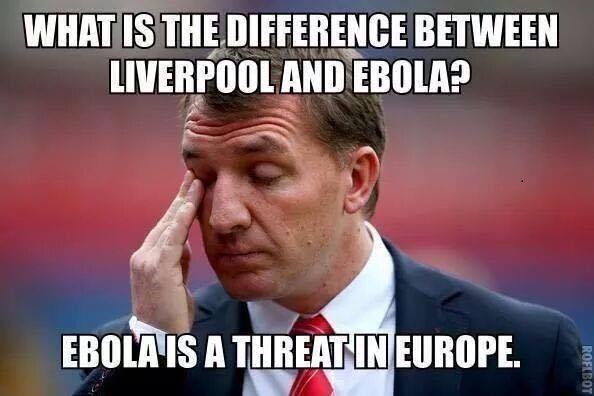 WHAT IS THE DIFFERENCE BETWEEN
LIVERPOOL AND EBOLA?
EBOLA IS A THREAT IN EUROPE.
ROFLBOT